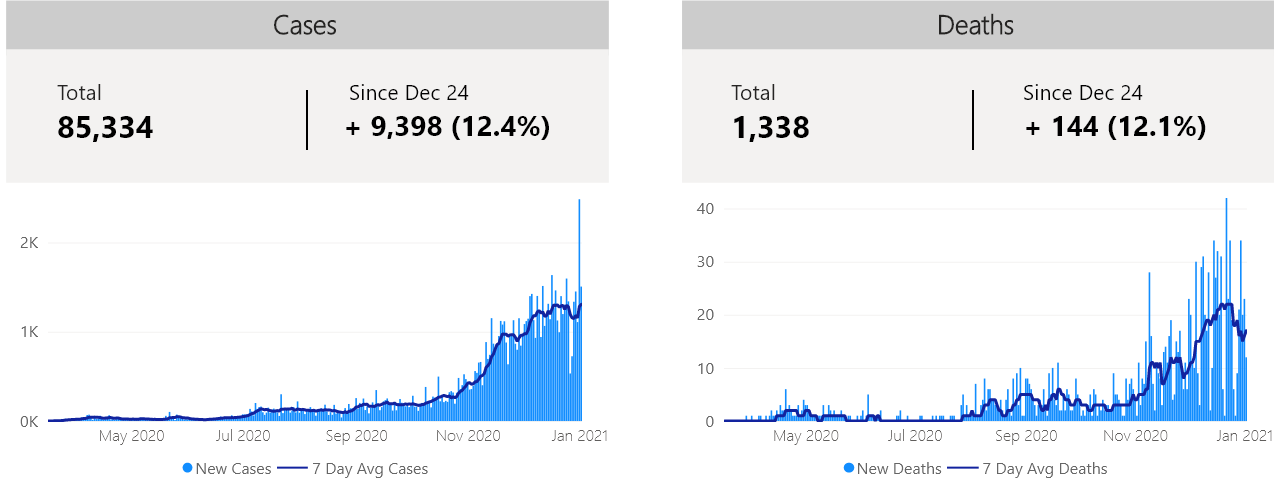 Cases
Total
85,334
Since Dec 24
+ 9,398 (12.4%)
2K
1K
0K
May 2020 Jul 2020 Sep 2020 Nov 2020 Jan 2021
New Cases 7 Day Avg Cases
Deaths
Total
1,338
Since Dec 24
+ 144 (12.1%)
40
30
20
10
0
May 2020 Jul 2020 Sep 2020 Nov 2020 Jan 2021
New Deaths 7 Day Avg Deaths